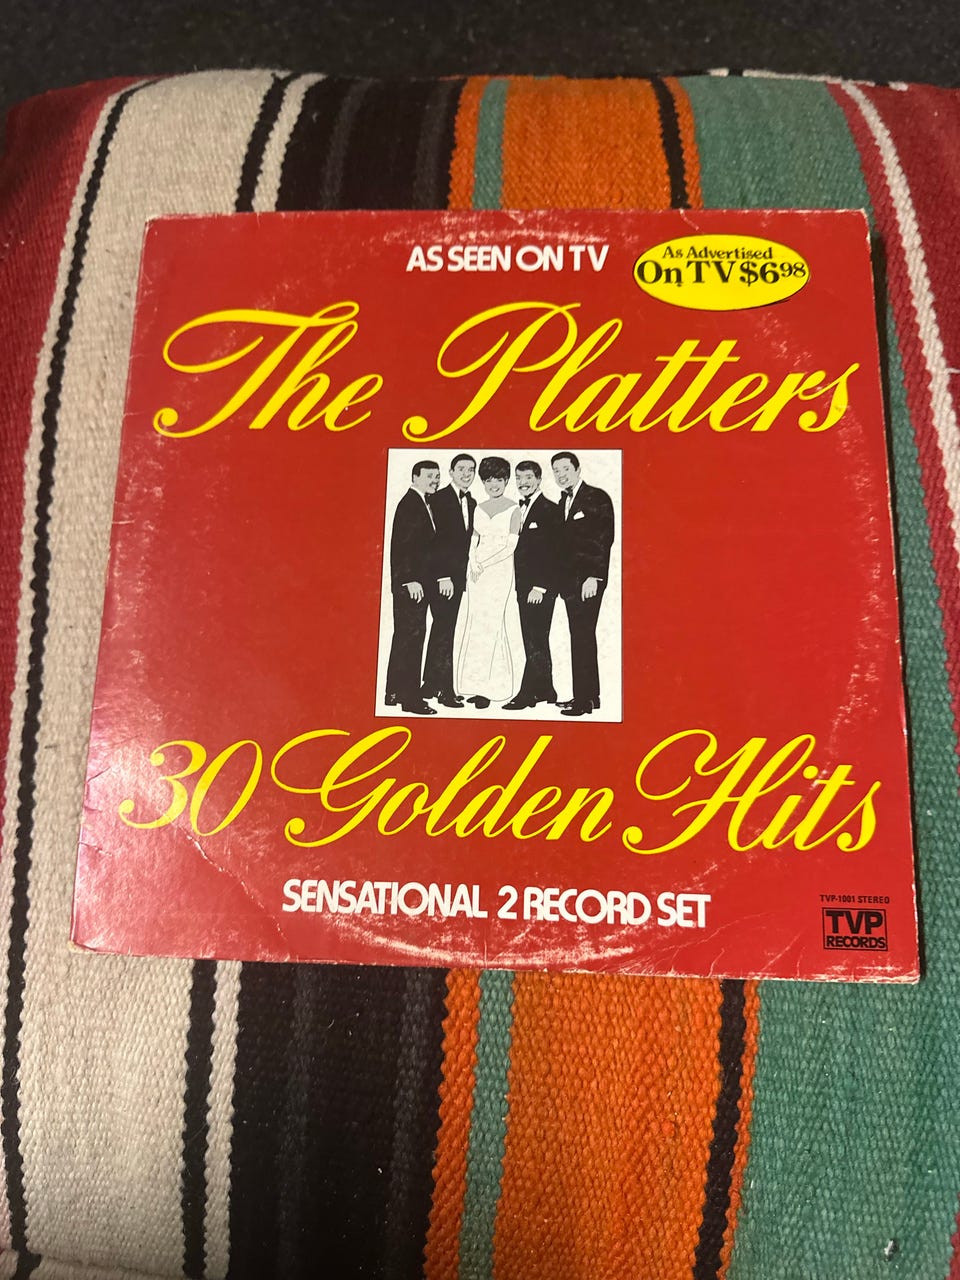 AS SEEN ON TV
As Advertised
On TV $6.98
The Platters
30 Golden Hits
SENSATIONAL 2 RECORD SET
TVP-1001 STEREO
TVP
RECORDS